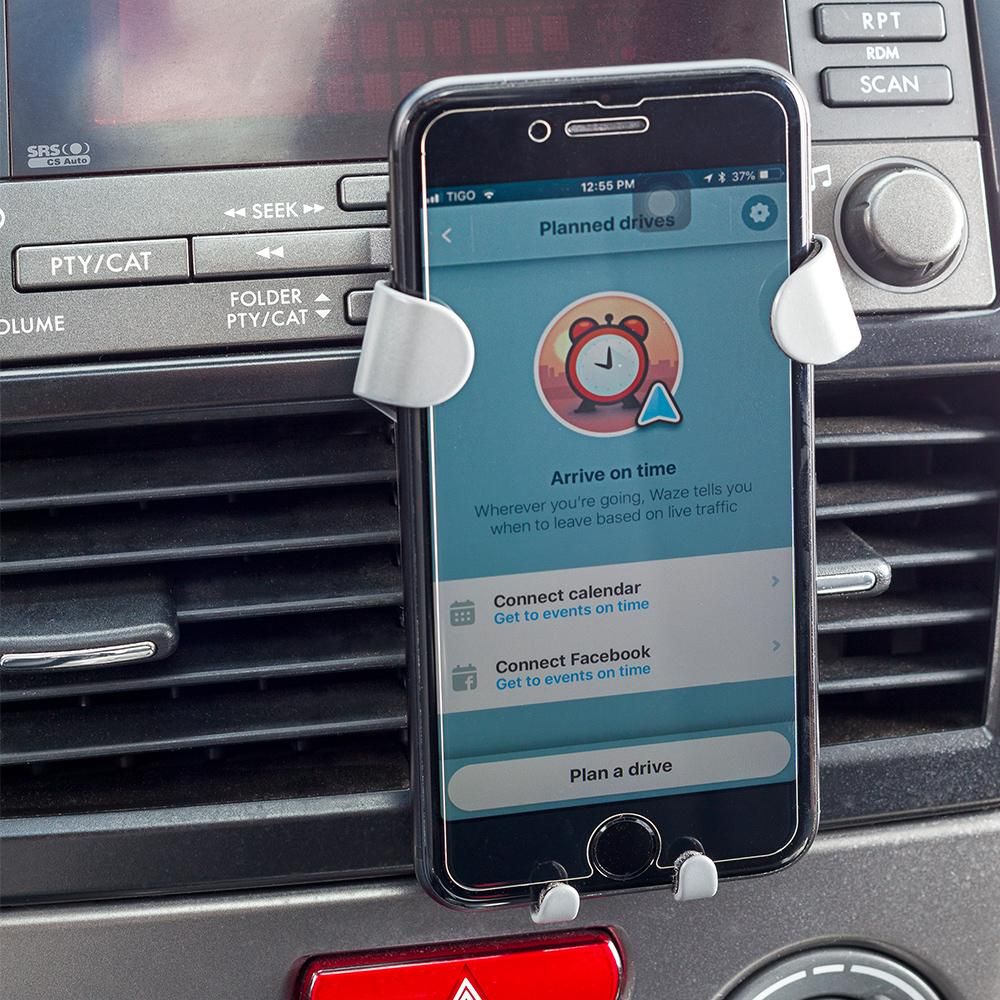 RPT
RDM
SCAN
SRS
CS Auto
SEEK
PTY/CAT
FOLDER
PTY/CAT
OLUME
TIGO
12:55 PM
37%
Planned drives
Arrive on time
Wherever you're going, Waze tells you
when to leave based on live traffic
Connect calendar
Get to events on time
Connect Facebook
Get to events on time
Plan a drive